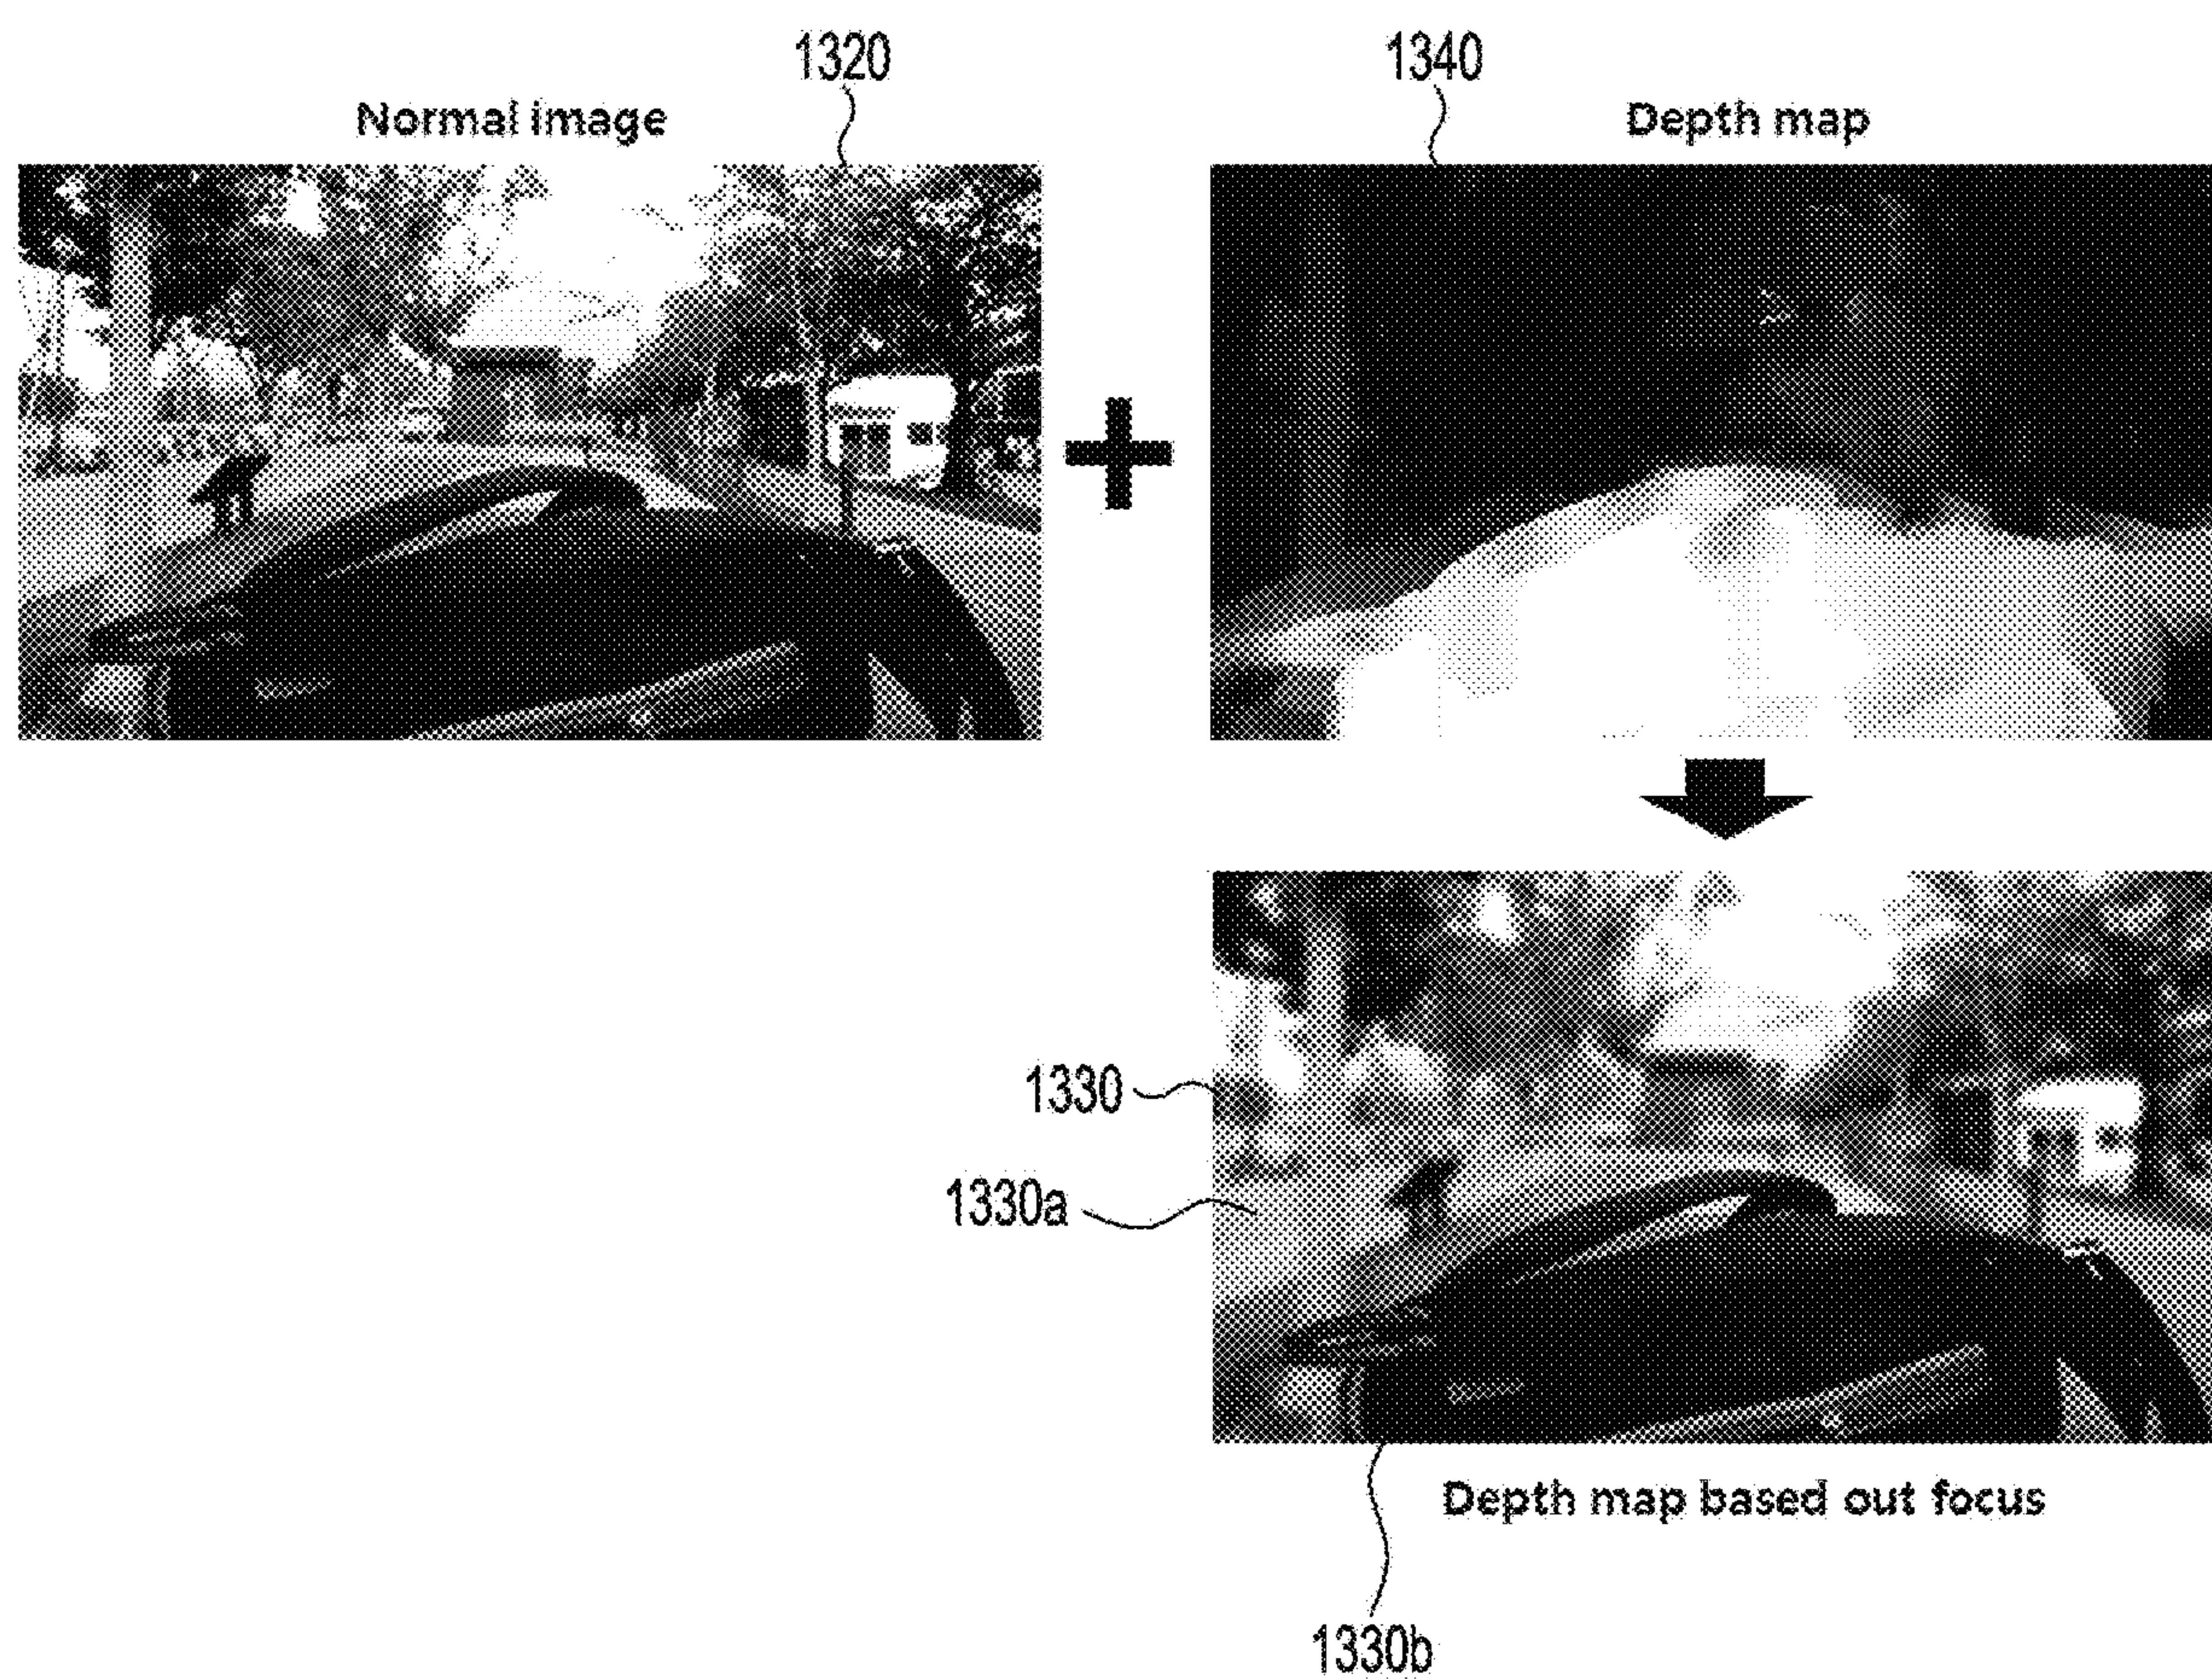 1320
1340
Normal image
Depth map
1330
1330a
Depth map based out focus
1330b